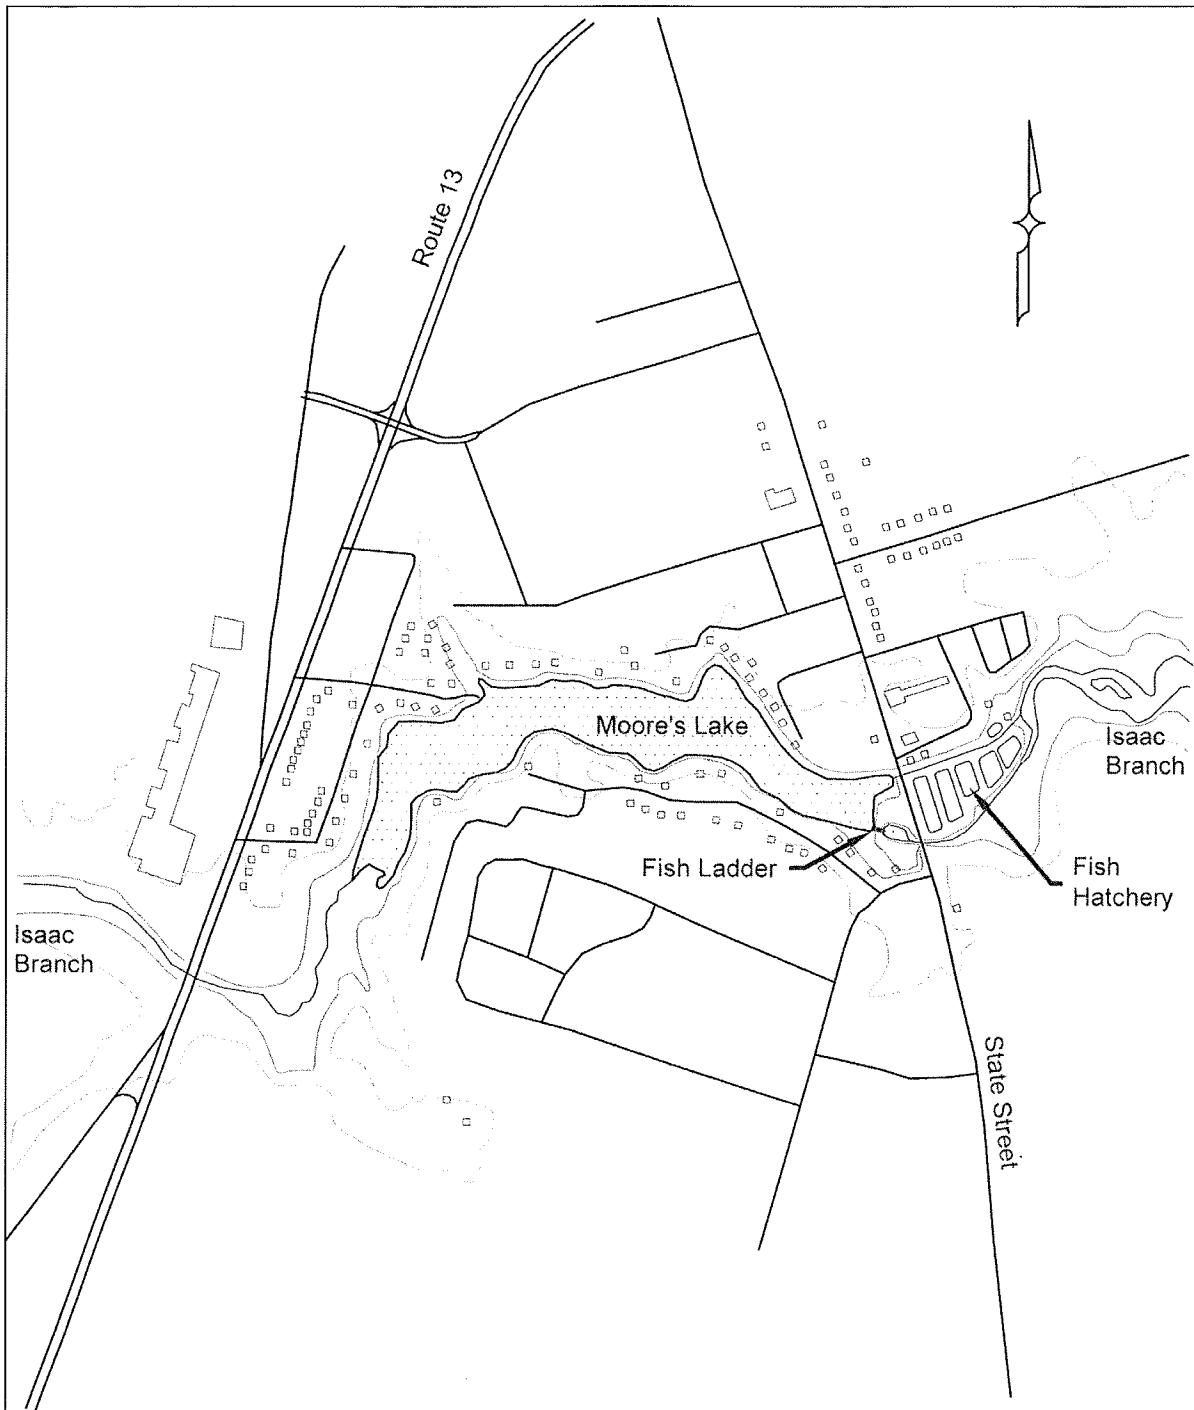 Route 13
Moore's Lake
Isaac
Branch
Fish Ladder
Fish
Hatchery
Isaac
Branch
State Street